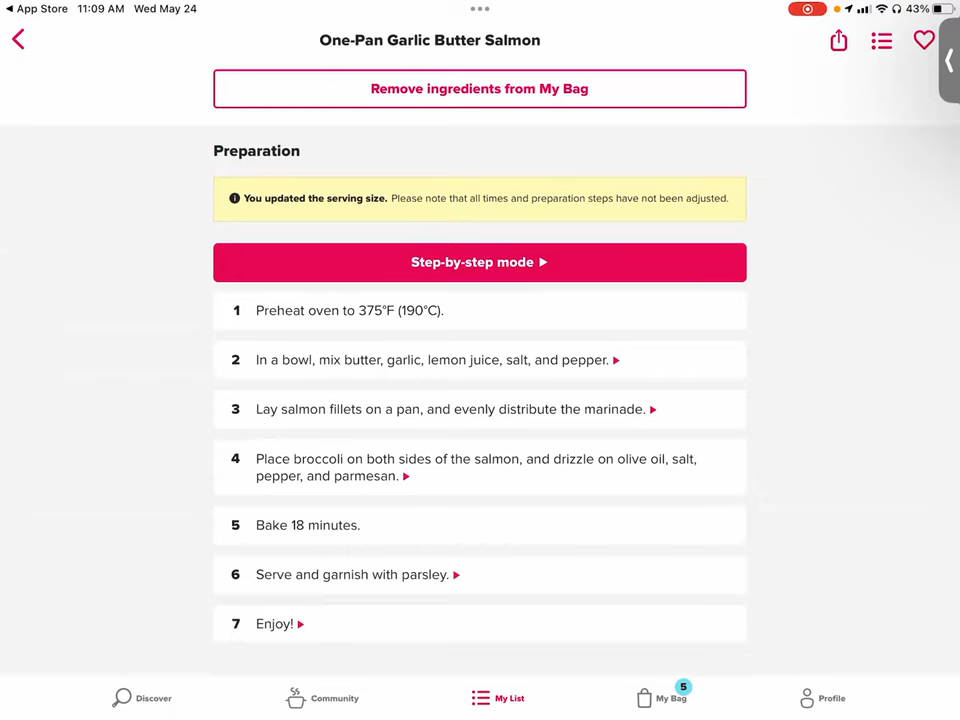 App Store 11:09 AM Wed May 24
43%
One-Pan Garlic Butter Salmon
Remove ingredients from My Bag
Preparation
You updated the serving size. Please note that all times and preparation steps have not been adjusted.
Step-by-step mode
1 Preheat oven to 375°F (190°C).
2 In a bowl, mix butter, garlic, lemon juice, salt, and pepper.
3 Lay salmon fillets on a pan, and evenly distribute the marinade.
4 Place broccoli on both sides of the salmon, and drizzle on olive oil, salt,
pepper, and parmesan.
5 Bake 18 minutes.
6 Serve and garnish with parsley.
7 Enjoy!
5
Discover Community My List My Bag Profile